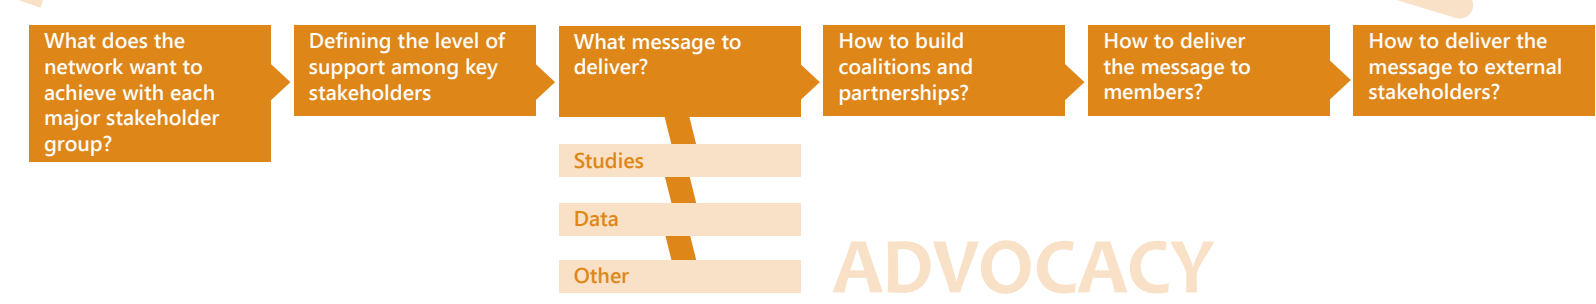 What does the
network want to
achieve with each
major stakeholder
group?
Defining the level of
support among key
stakeholders
What message to
deliver?
Studies
Data
Other
How to build
coalitions and
partnerships?
How to deliver
the message to
members?
How to deliver the
message to external
stakeholders?
ADVOCACY